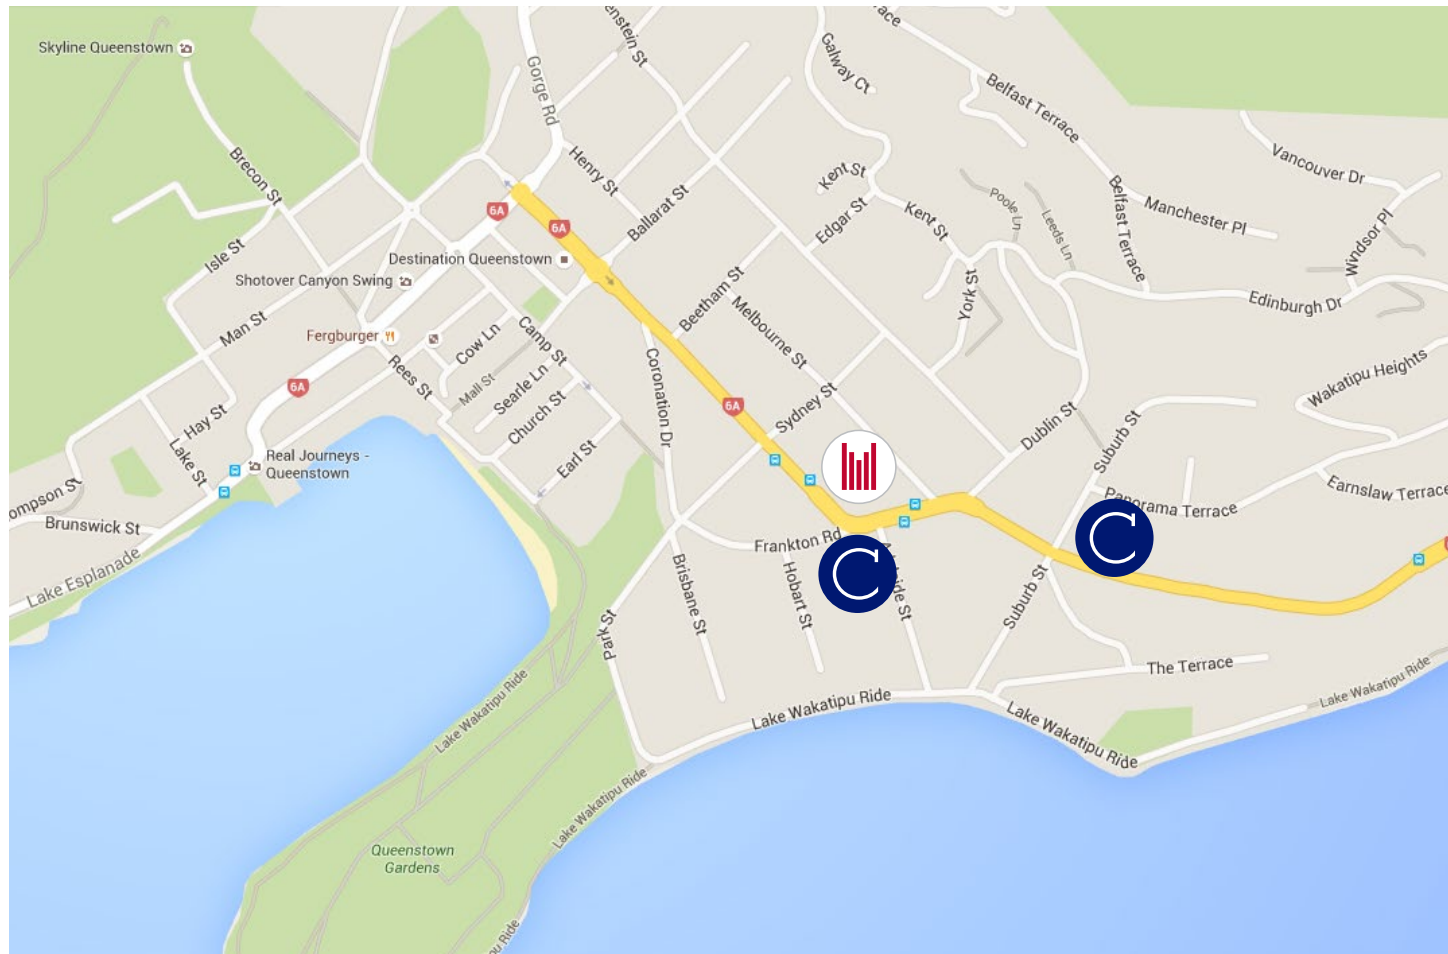 Skyline Queenstown
Gorge Rd
enstein St
Galway Ct
race
Belfast Terrace
Vancouver Dr
Brecon St
Henry St
Kent St
Poole Ln
Belfast Terrace
Manchester Pl
Windsor Pl
6A
6A
Ballarat St
Edgar St
Kent St
Leeds Ln
Isle St
Destination Queenstown
Shotover Canyon Swing
Beetham St
York St
Edinburgh Dr
Man St
Fergburger
Cow Ln
Camp St
Melbourne St
Rees St
Mall St
Searle Ln
Coronation Dr
Wakatipu Heights
6A
6A
Hay St
Church St
Sydney St
Dublin St
Suburb St
Lake St
Real Journeys -
Queenstown
Earl St
ompson St
Panorama Terrace
Earnslaw Terrace
Brunswick St
Frankton Rd
C
C
Lake Esplanade
Brisbane St
Hobart St
Suburb St
Park St
The Terrace
Lake Wakatipu Ride
Lake Wakatipu Ride
Lake Wakatipu Ride
Lake Wakatipu Ride
Lake Wakatipu Ride
Queenstown
Gardens
pu Ride